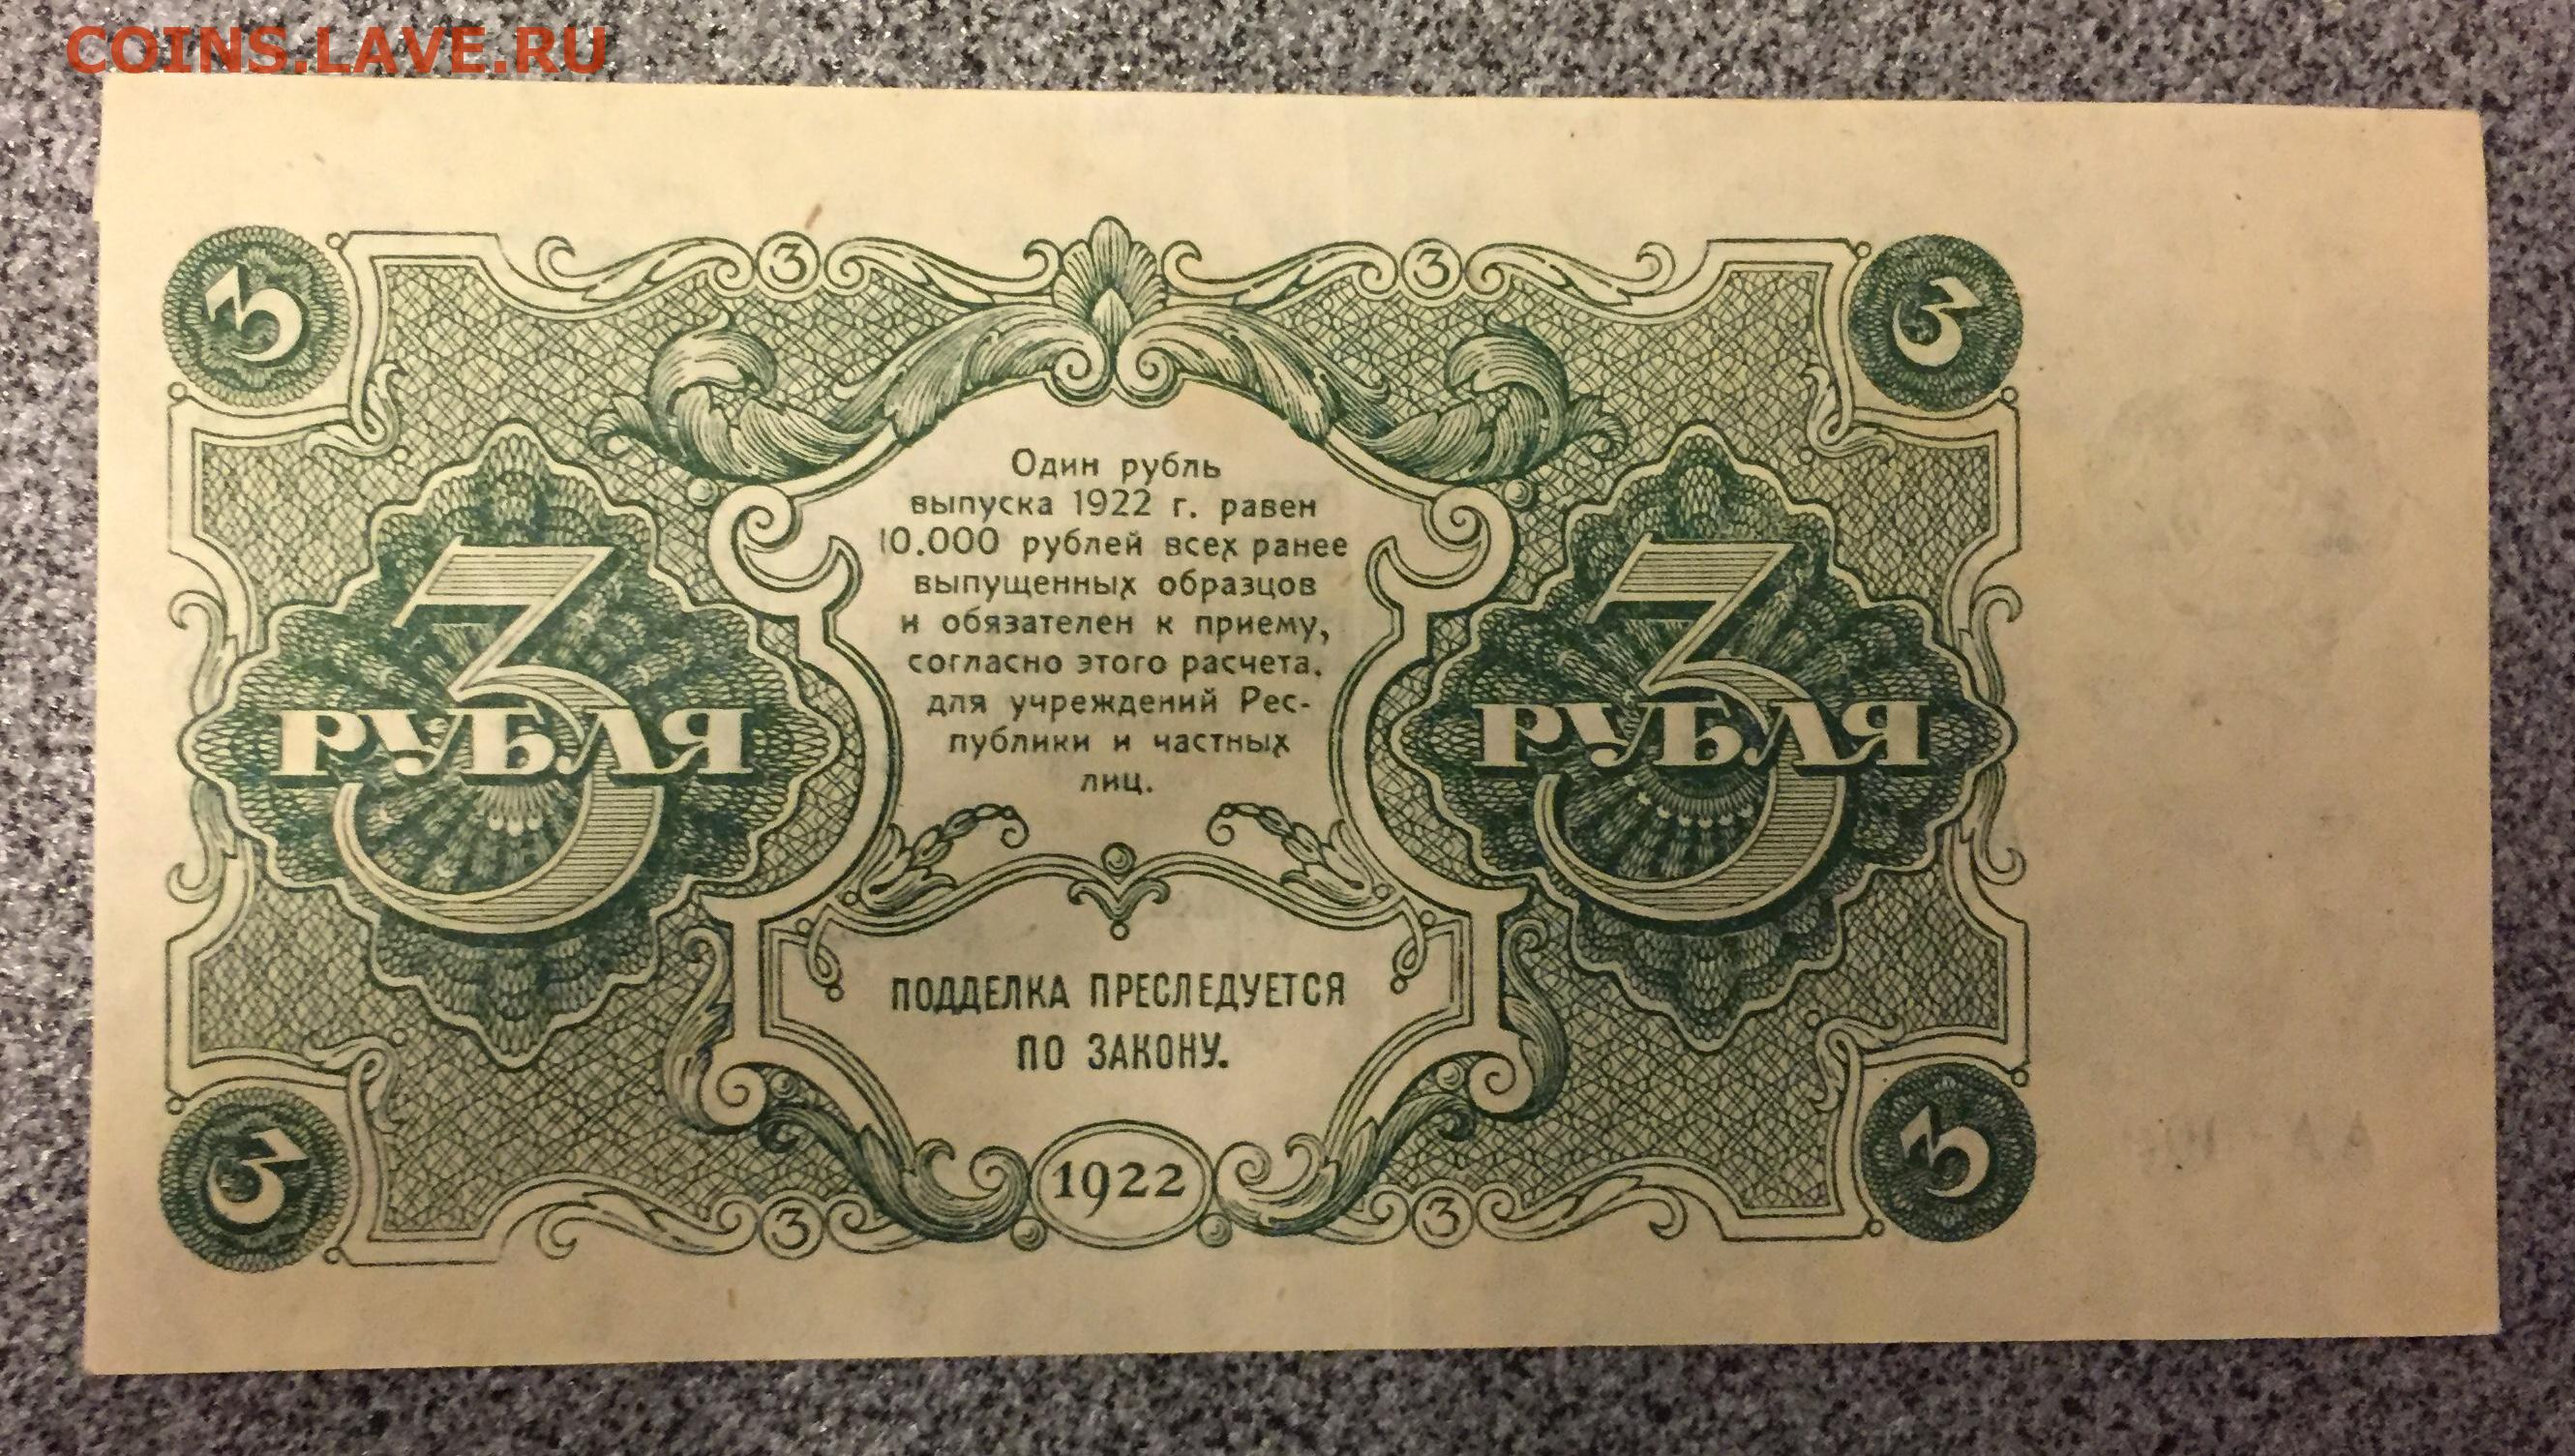 COINS.LAVE.RU
3 3 3 3
Один рубль
выпуска 1922 г. равен
10.000 рублей всех ранее
выпущенных образцов
и обязателен к приему,
согласно этого расчета,
для учреждений Рес-
публики и частных
лиц.
3 3
РУБЛЯ РУБЛЯ
ПОДДЕЛКА ПРЕСЛЕДУЕТСЯ
ПО ЗАКОНУ.
3 3 1922 3 3